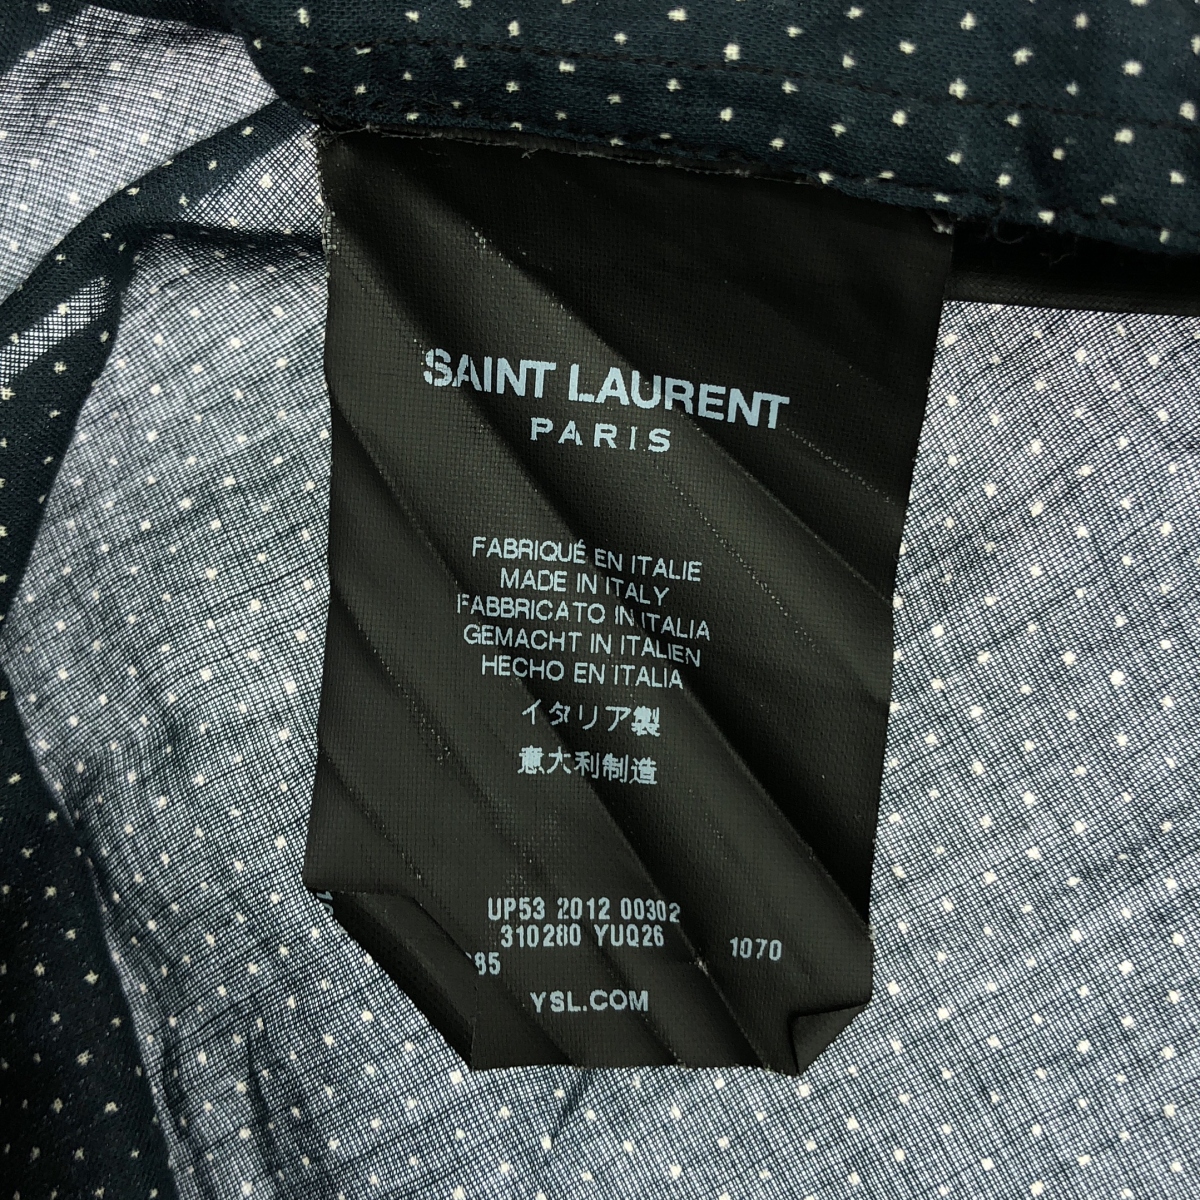 SAINT LAURENT
PARIS
FABRIQUÉ EN ITALIE
MADE IN ITALY
FABBRICATO IN ITALIA
GEMACHT IN ITALIEN
HECHO EN ITALIA
イタリア製
意大利制造
UP53 2012 00302
310280 YUQ26
1070
YSL.COM